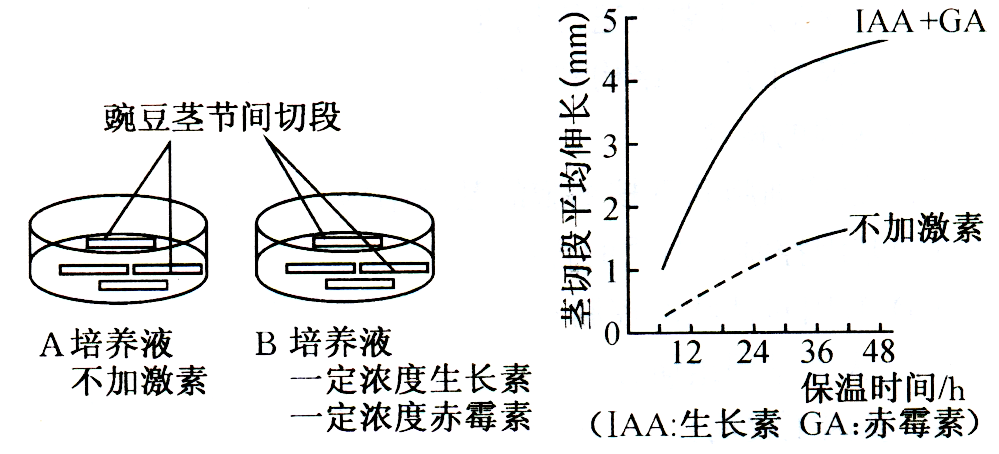 豌豆茎节间切段
A 培养液
不加激素
B 培养液
一定浓度生长素
一定浓度赤霉素
茎切段平均伸长(mm)
5
4
3
2
1
0
IAA+GA
不加激素
12 24 36 48
保温时间/h
(IAA:生长素 GA:赤霉素)